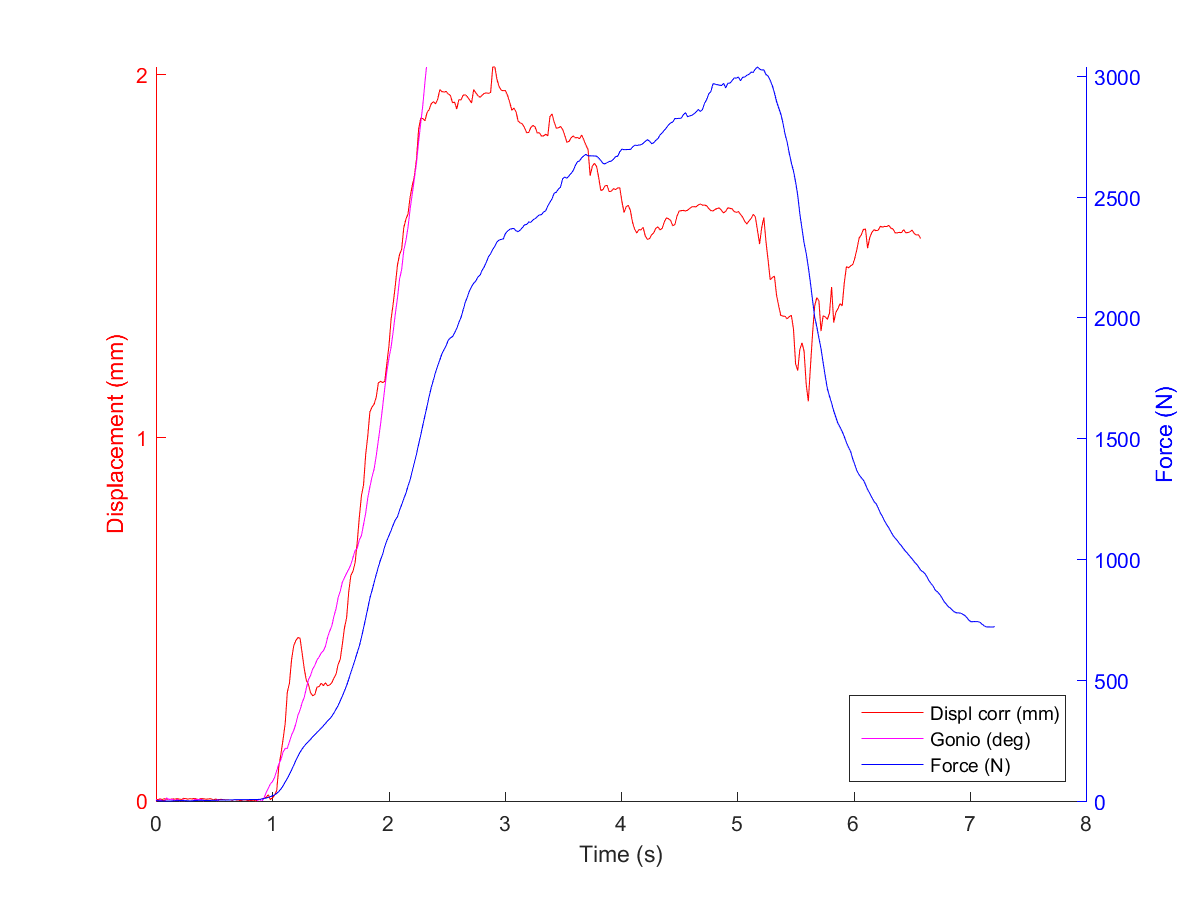 2
1
0
Displacement (mm)
3000
2500
2000
1500
1000
500
0
Force (N)
Displ corr (mm)
Gonio (deg)
Force (N)
0 1 2 3 4 5 6 7 8
Time (s)